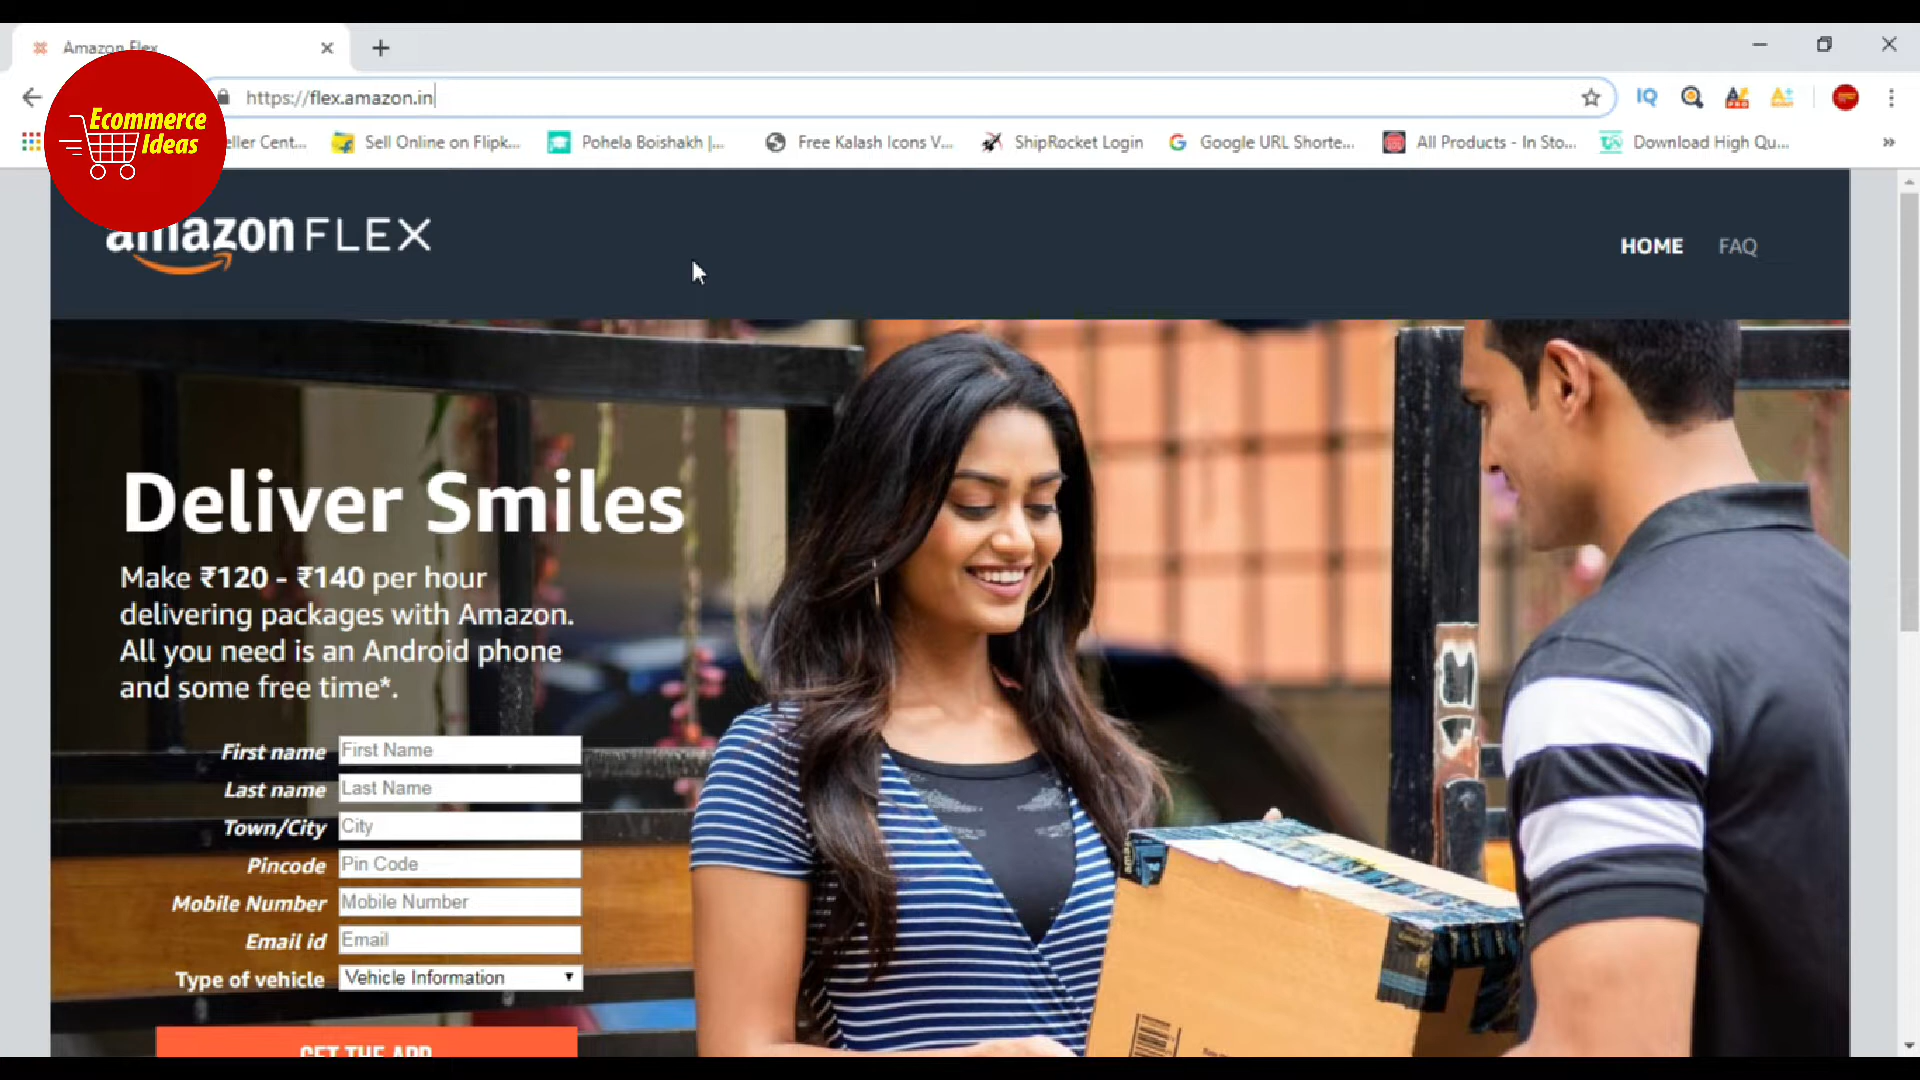 Amazon Flex
https://flex.amazon.in
Ecommerce
Ideas
eller Cent...
Sell Online on Flipk...
Pohela Boishakh |...
Free Kalash Icons V...
ShipRocket Login
Google URL Shorte...
All Products - In Sto...
Download High Qu...
»
amazon FLEX
HOME
FAQ
Deliver Smiles
Make ₹120 - ₹140 per hour
delivering packages with Amazon.
All you need is an Android phone
and some free time*.
First name First Name
Last name Last Name
Town/City City
Pincode Pin Code
Mobile Number Mobile Number
Email id Email
Type of vehicle Vehicle Information
GET THE APP